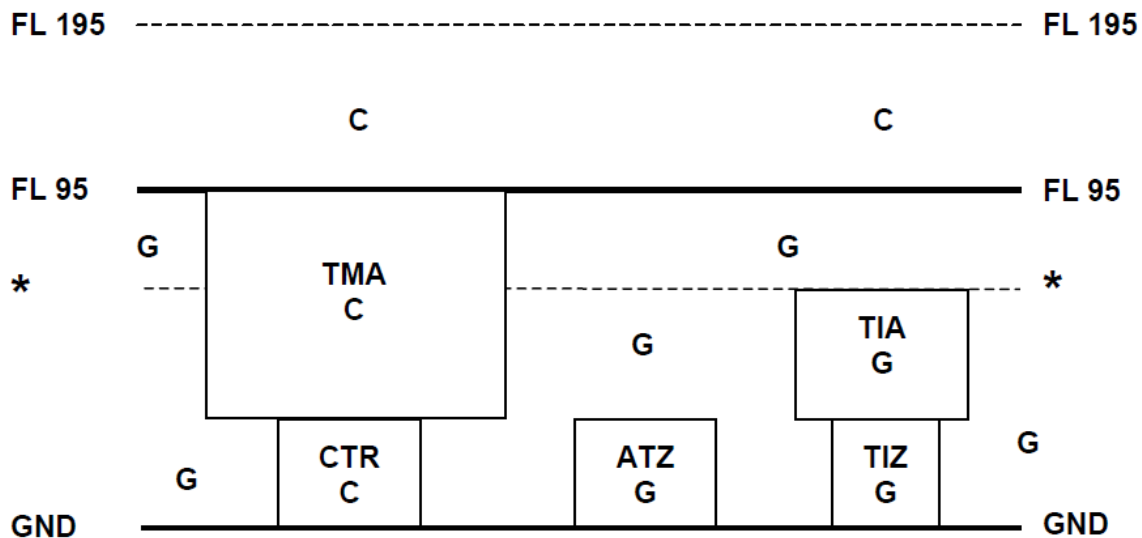 FL 195 FL 195
C C
FL 95 FL 95
G G
* *
TMA
C
TIA
G
G
CTR
C
ATZ
G
TIZ
G
G
G
GND GND